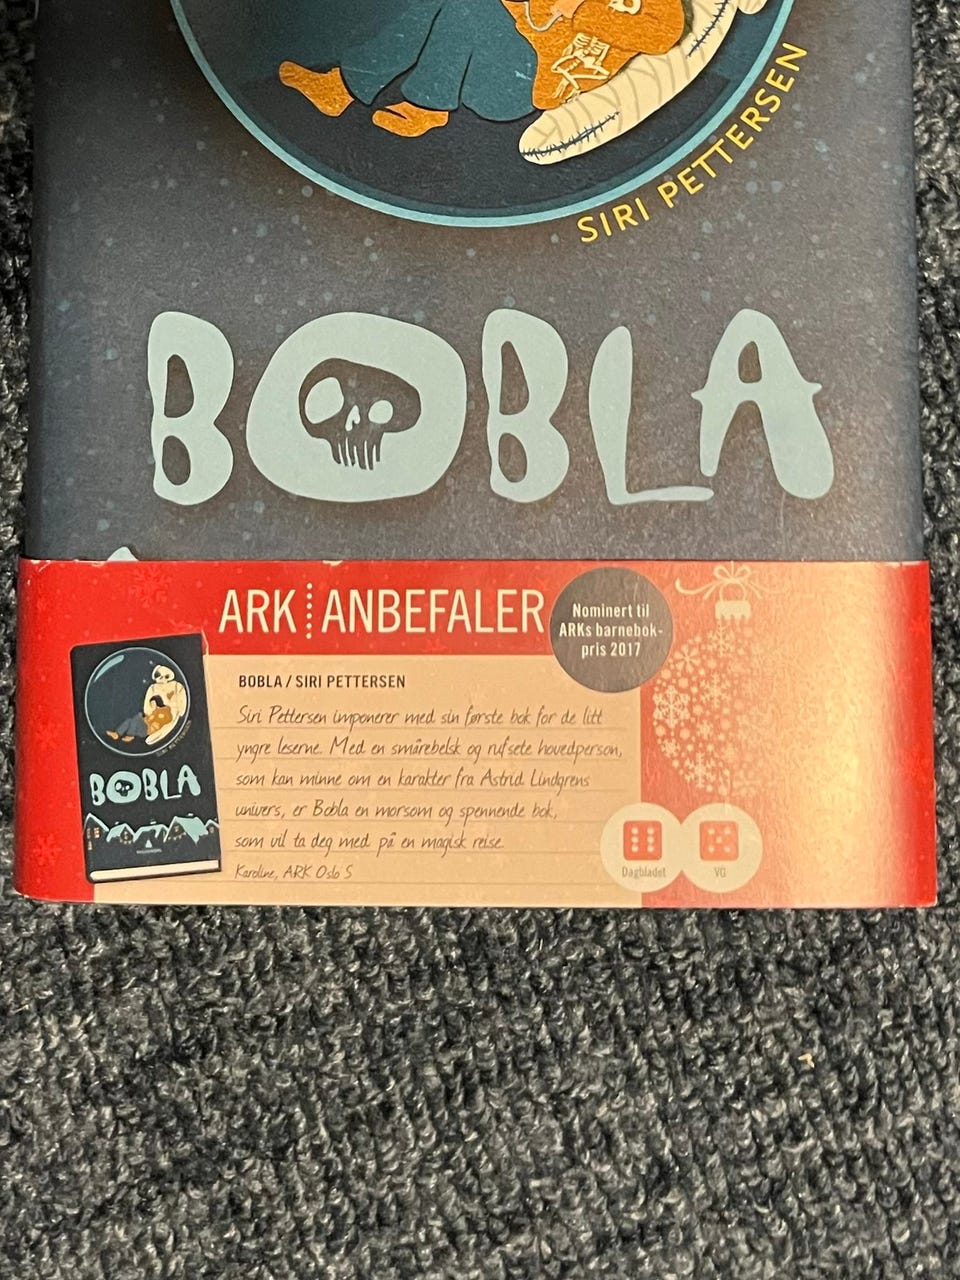 SIRI PETTERSEN
BOBLA
ARK ANBEFALER
Nominert til
ARKs barnebok-
pris 2017
BOBLA / SIRI PETTERSEN
Siri Pettersen imponerer med sin første bok for de litt
yngre leserne. Med en smårebelsk og rufsete hovedperson,
som kan minne om en karakter fra Astrid Lindgrens
univers, er Bobla en morsom og spennende bok,
som vil ta deg med på en magisk reise.
Karoline, ARK Oslo S
SIRI PETTERSEN
BOBLA
GYLDENDAL
Dagbladet
VG